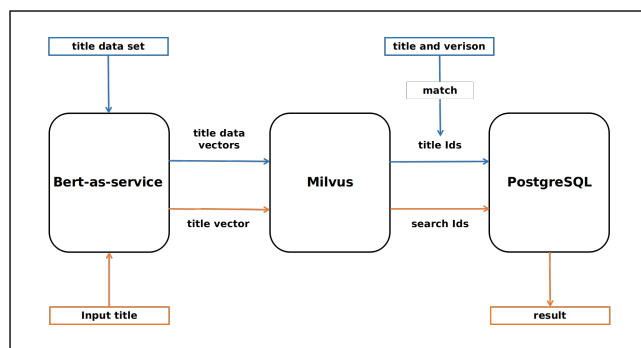 title data set
title and verison
match
title data
vectors
title Ids
Bert-as-service
Milvus
PostgreSQL
title vector
search Ids
Input title
result